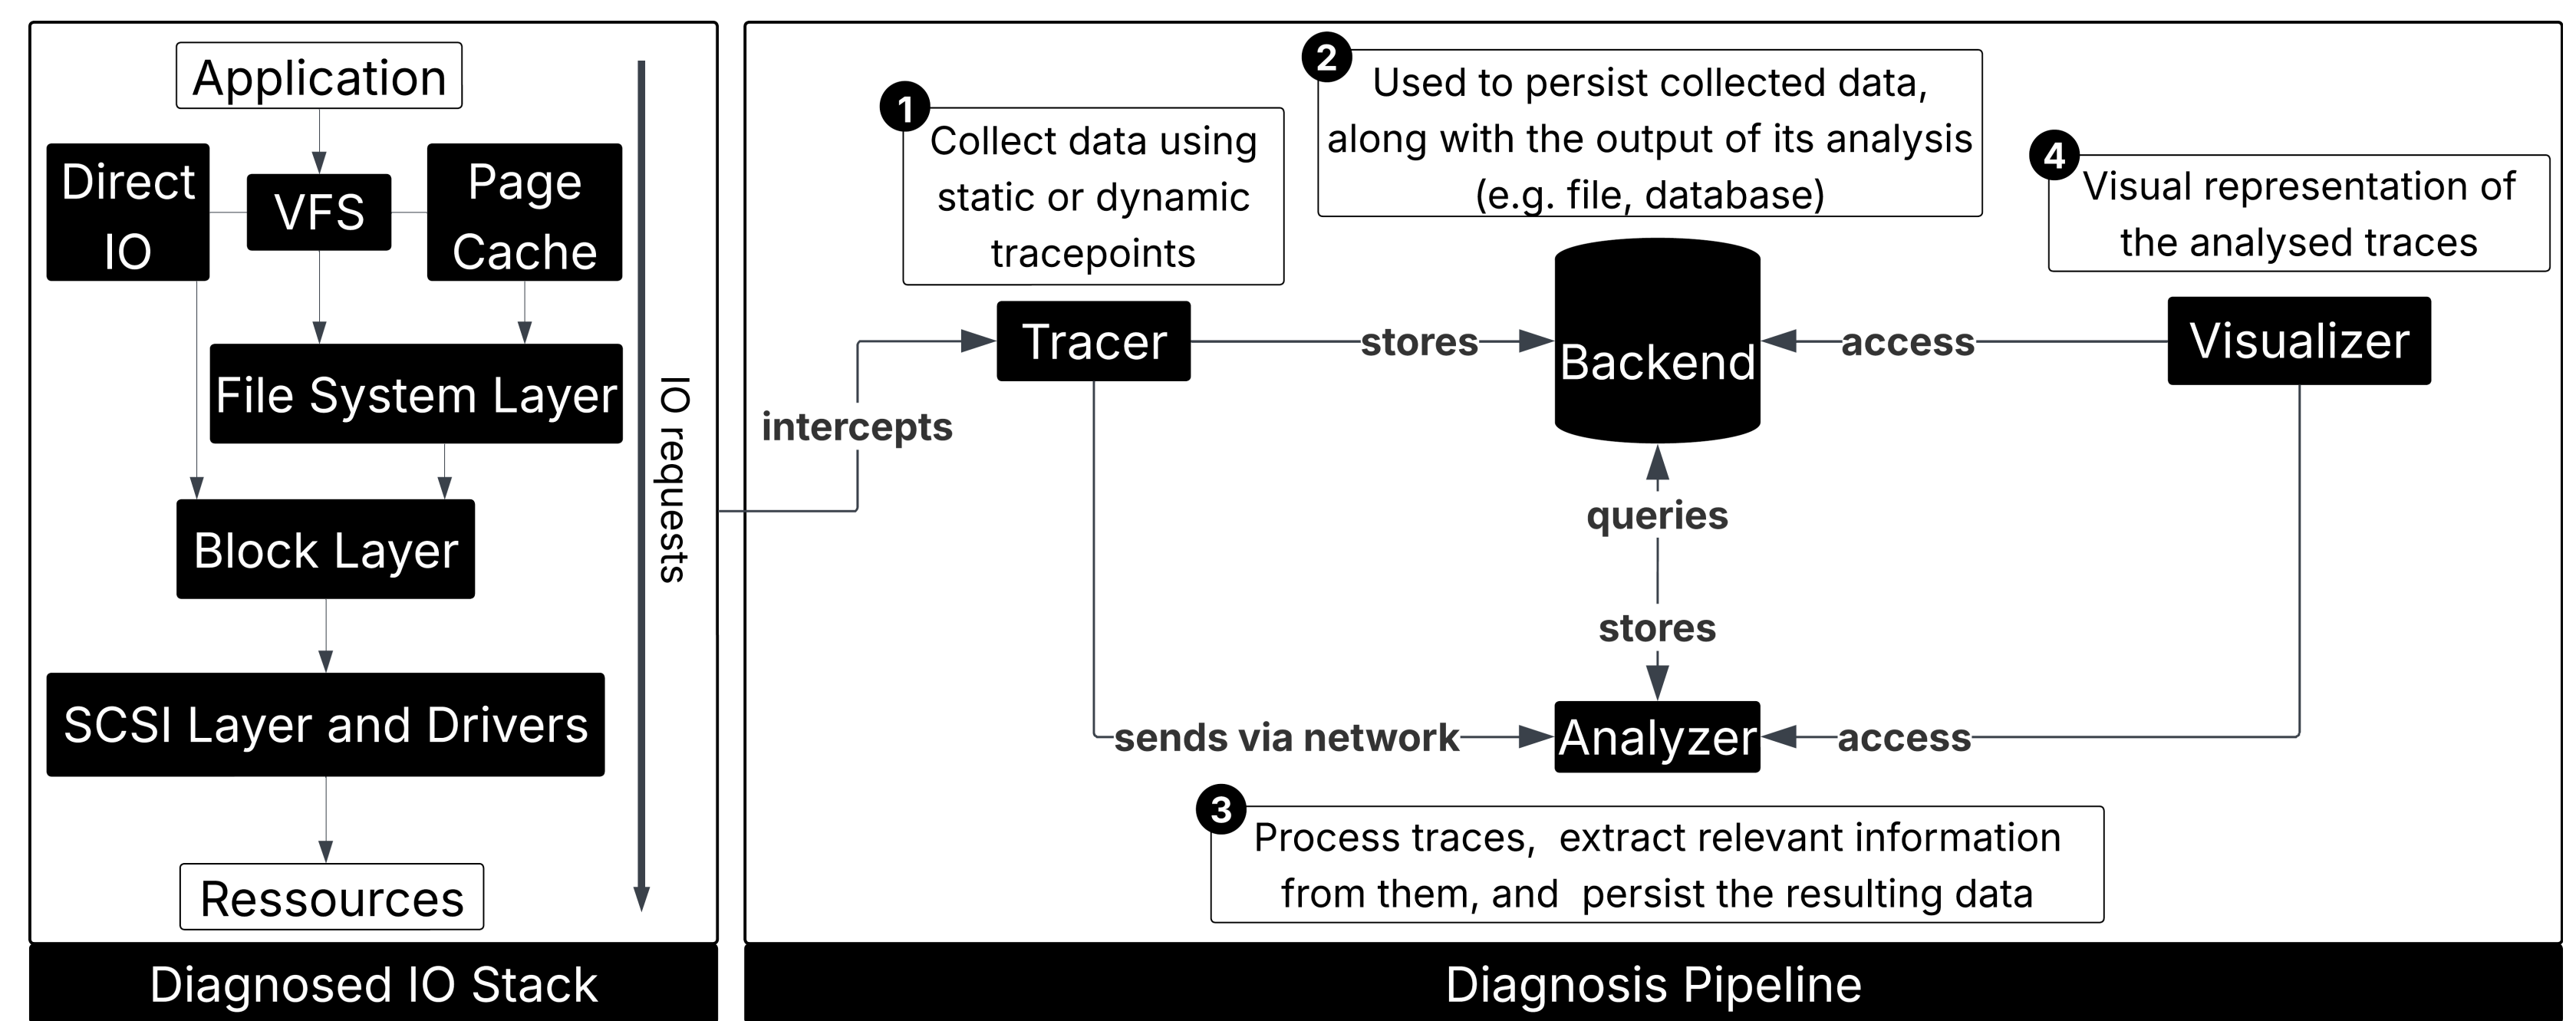 Application
Direct
IO
VFS
Page
Cache
File System Layer
Block Layer
SCSI Layer and Drivers
Ressources
IO requests
Diagnosed IO Stack
1
Collect data using
static or dynamic
tracepoints
2
Used to persist collected data,
along with the output of its analysis
(e.g. file, database)
4
Visual representation of
the analysed traces
intercepts
Tracer
stores
Backend
access
Visualizer
queries
stores
sends via network
Analyzer
access
3
Process traces, extract relevant information
from them, and persist the resulting data
Diagnosis Pipeline